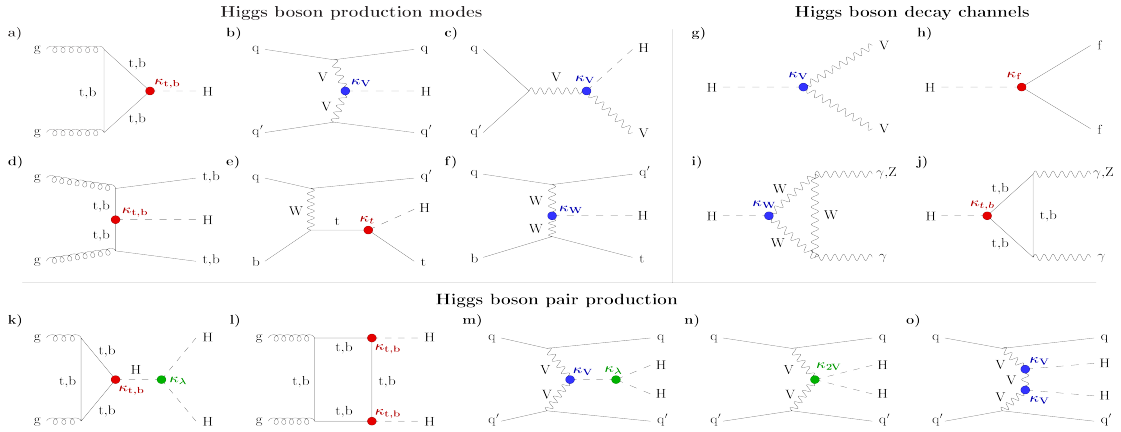 Higgs boson production modes
Higgs boson decay channels
a)
g
t,b
κt,b
t,b
H
t,b
g
b)
q
q
V
κV
H
V
q′
q′
c)
q
H
V
κV
q′
V
g)
V
κV
H
V
h)
f
κf
H
f
d)
g
t,b
t,b
κt,b
H
t,b
g
t,b
e)
q
q′
W
t
κt
H
b
t
f)
q
q′
W
κW
H
W
b
t
i)
γ,Z
W
κW
H
W
W
γ
j)
γ,Z
t,b
κt,b
H
t,b
t,b
γ
Higgs boson pair production
k)
g
H
t,b
H
t,b
κλ
κt,b
t,b
g
H
l)
g
H
t,b
κt,b
t,b
t,b
t,b
κt,b
g
H
m)
q
q
V
κV
κλ
H
V
H
q′
q′
n)
q
q
V
κ2V
H
V
H
q′
q′
o)
q
q
V
κV
H
V
H
V
κV
q′
q′